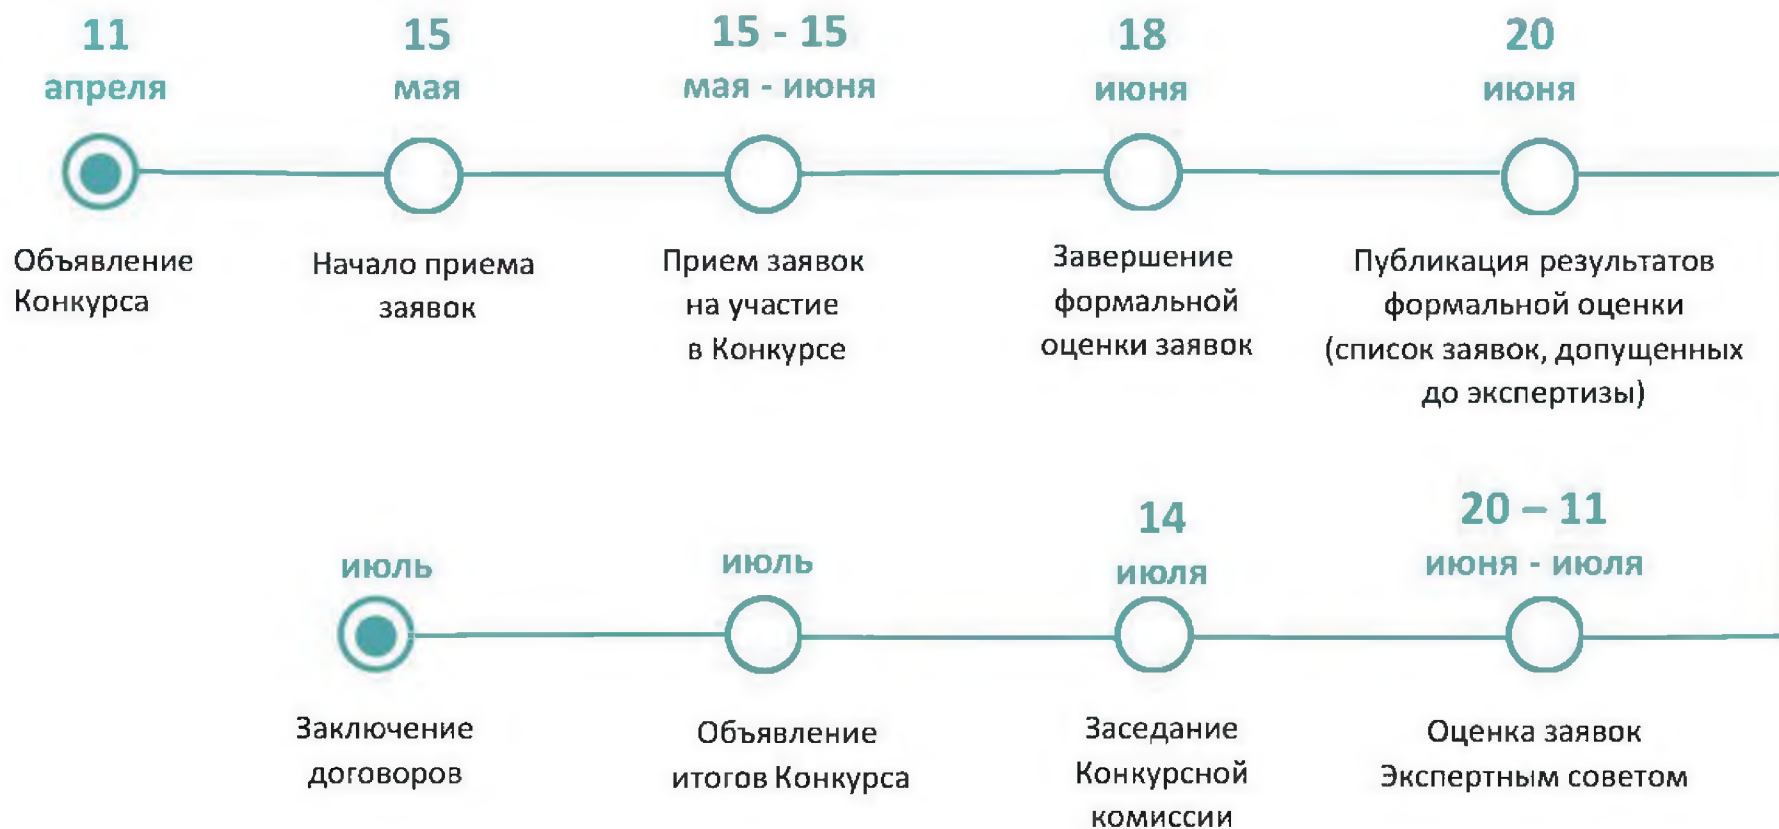 11
апреля
Объявление
Конкурса
15
мая
Начало приема
заявок
15 - 15
мая - июня
Прием заявок
на участие
в Конкурсе
18
июня
Завершение
формальной
оценки заявок
20
июня
Публикация результатов
формальной оценки
(список заявок, допущенных
до экспертизы)
20 – 11
июня - июля
Оценка заявок
Экспертным советом
14
июля
Заседание
Конкурсной
комиссии
июль
Объявление
итогов Конкурса
июль
Заключение
договоров